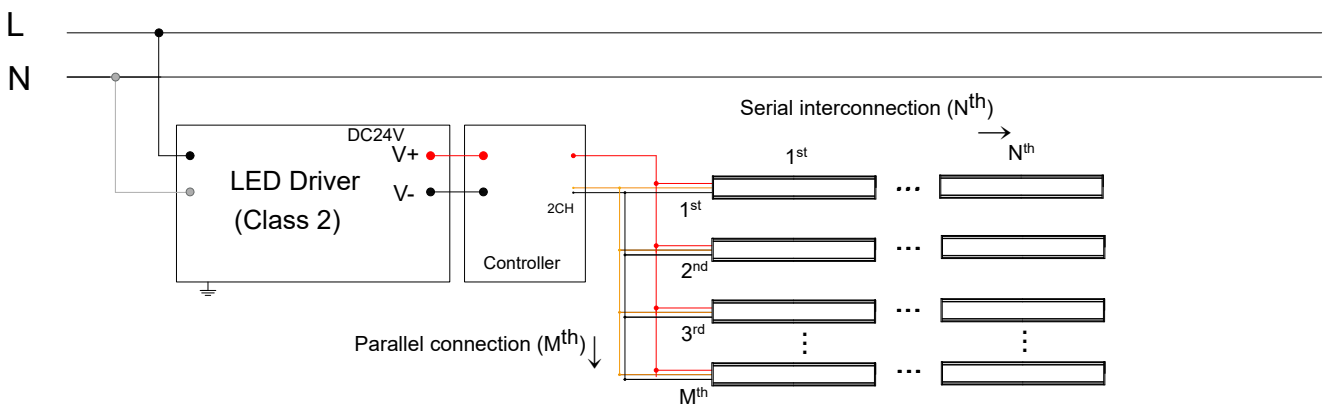 L
N
Serial interconnection (Nth)
1st
Nth
DC24V
V+
LED Driver
V-
(Class 2)
2CH
1st
Controller
2nd
3rd
Parallel connection (Mth)
Mth